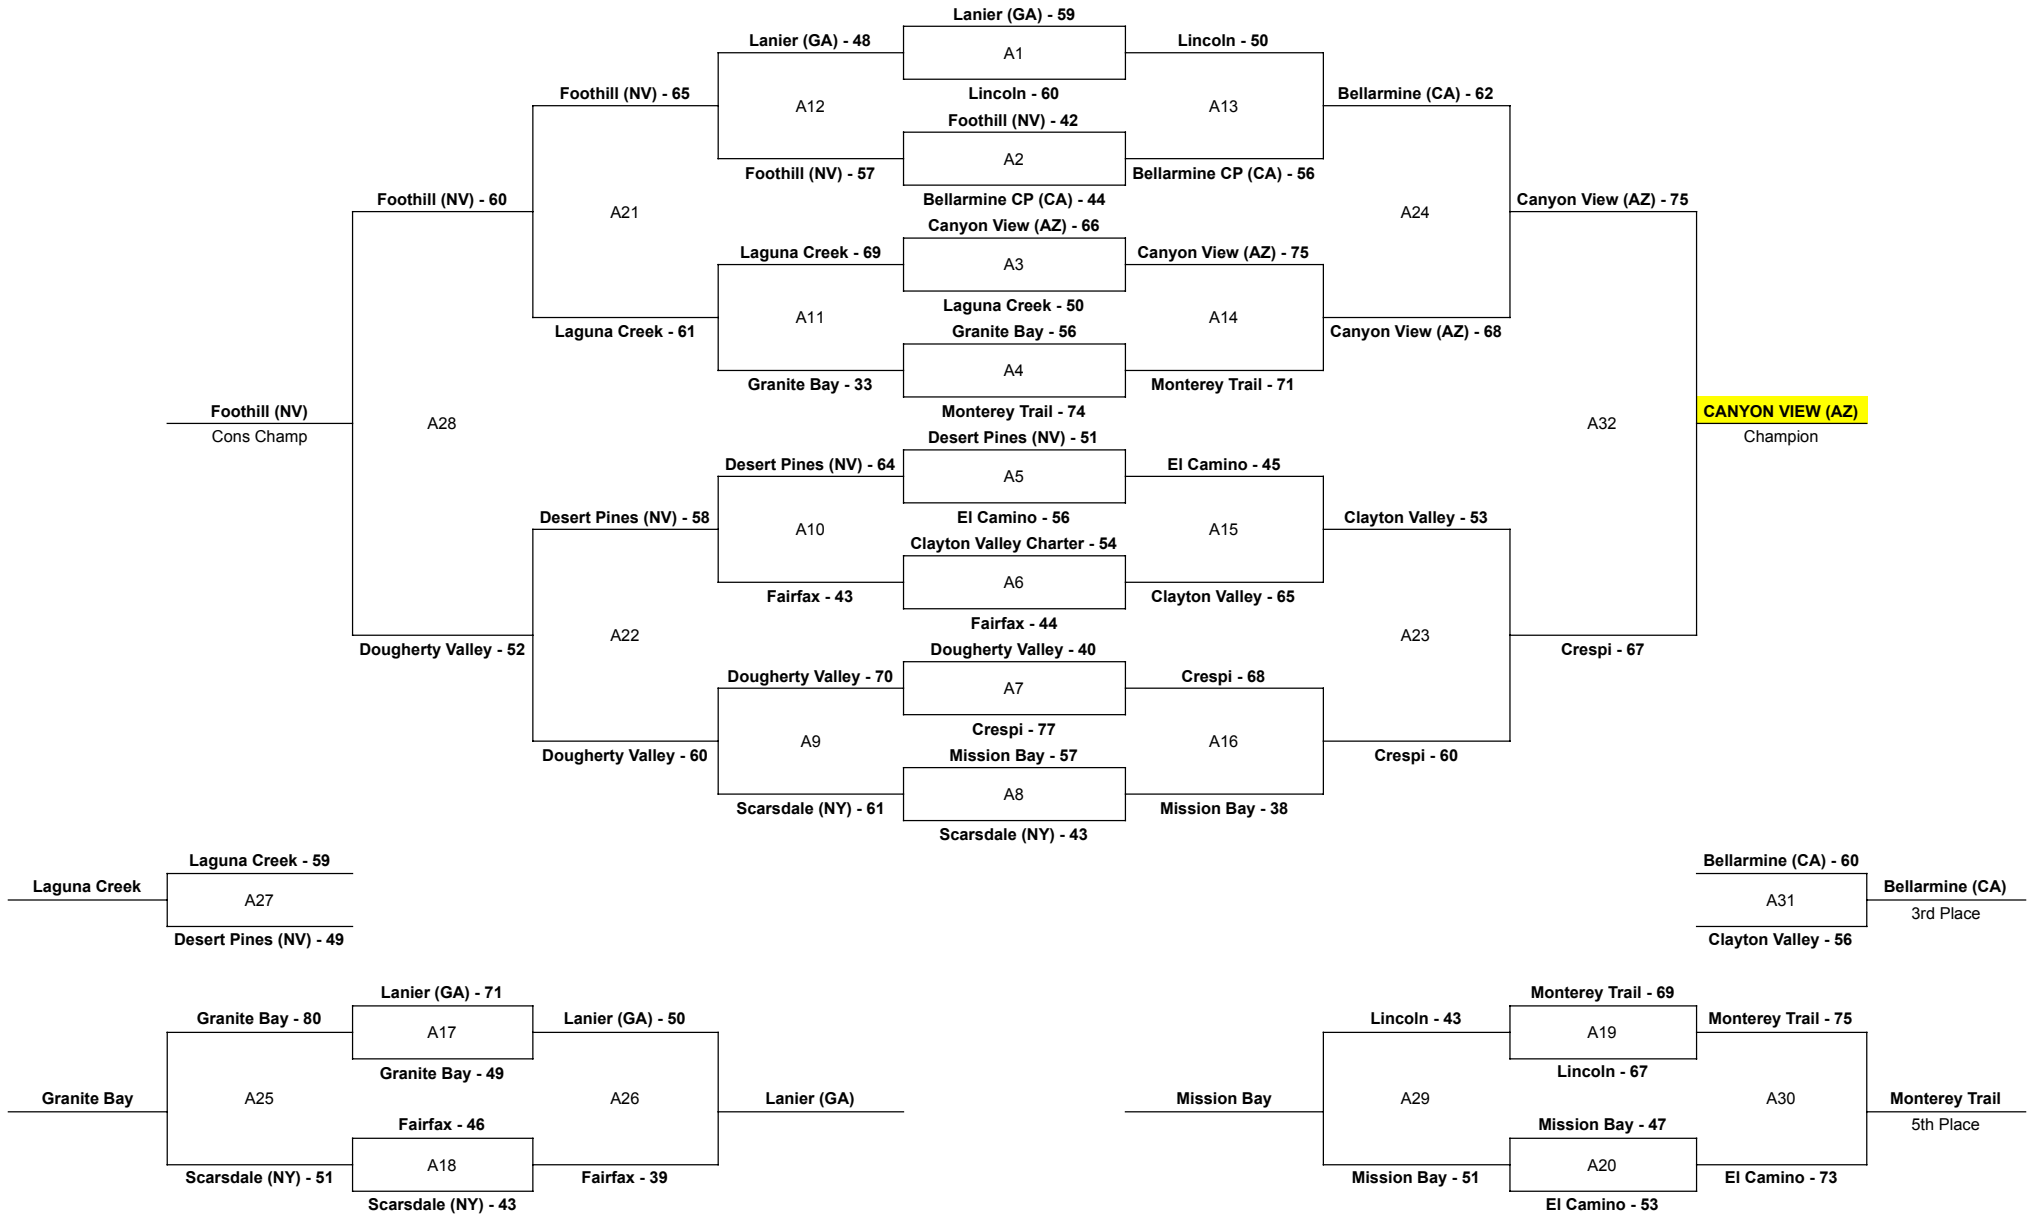 Lanier (GA) - 59
Lanier (GA) - 48
A1
Lincoln - 50
Foothill (NV) - 65
A12
Lincoln - 60
A13
Bellarmine (CA) - 62
Foothill (NV) - 42
A2
Foothill (NV) - 57
Bellarmine CP (CA) - 56
Foothill (NV) - 60
A21
Bellarmine CP (CA) - 44
A24
Canyon View (AZ) - 75
Canyon View (AZ) - 66
Laguna Creek - 69
A3
Canyon View (AZ) - 75
Laguna Creek - 50
Laguna Creek - 61
A11
Granite Bay - 56
A14
Canyon View (AZ) - 68
A4
Granite Bay - 33
Monterey Trail - 71
Foothill (NV)
Cons Champ
A28
Monterey Trail - 74
A32
CANYON VIEW (AZ)
Champion
Desert Pines (NV) - 51
Desert Pines (NV) - 64
A5
El Camino - 45
Desert Pines (NV) - 58
A10
El Camino - 56
A15
Clayton Valley - 53
Clayton Valley Charter - 54
A6
Fairfax - 43
Clayton Valley - 65
Fairfax - 44
A22
A23
Dougherty Valley - 52
Dougherty Valley - 40
Crespi - 67
Dougherty Valley - 70
A7
Crespi - 68
Crespi - 77
Dougherty Valley - 60
A9
Mission Bay - 57
A16
Crespi - 60
A8
Scarsdale (NY) - 61
Mission Bay - 38
Scarsdale (NY) - 43
Laguna Creek - 59
Laguna Creek
A27
Desert Pines (NV) - 49
Bellarmine (CA) - 60
A31
Bellarmine (CA)
3rd Place
Clayton Valley - 56
Lanier (GA) - 71
Granite Bay - 80
A17
Lanier (GA) - 50
Granite Bay - 49
Granite Bay
A25
A26
Lanier (GA)
Fairfax - 46
A18
Scarsdale (NY) - 51
Fairfax - 39
Scarsdale (NY) - 43
Monterey Trail - 69
Lincoln - 43
A19
Monterey Trail - 75
Lincoln - 67
Mission Bay
A29
A30
Monterey Trail
5th Place
Mission Bay - 47
A20
Mission Bay - 51
El Camino - 73
El Camino - 53